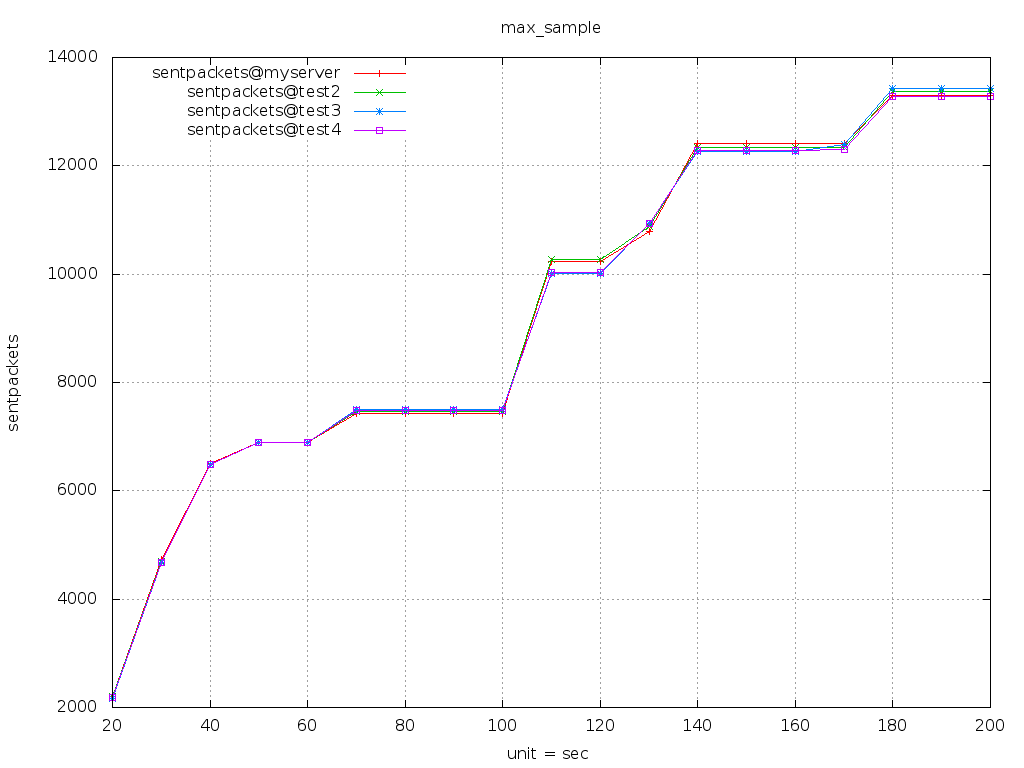 max_sample
14000
12000
10000
8000
6000
4000
2000
sentpackets
sentpackets@myserver
sentpackets@test2
sentpackets@test3
sentpackets@test4
20 40 60 80 100 120 140 160 180 200
unit = sec